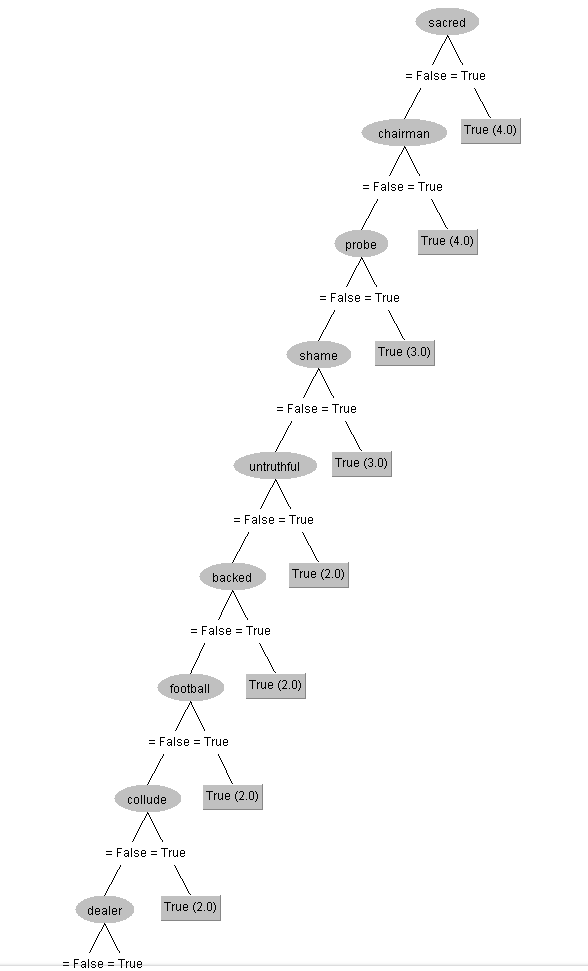 sacred
= False = True
chairman
True (4.0)
= False = True
probe
True (4.0)
= False = True
shame
True (3.0)
= False = True
untruthful
True (3.0)
= False = True
backed
True (2.0)
= False = True
football
True (2.0)
= False = True
collude
True (2.0)
= False = True
dealer
True (2.0)
= False = True